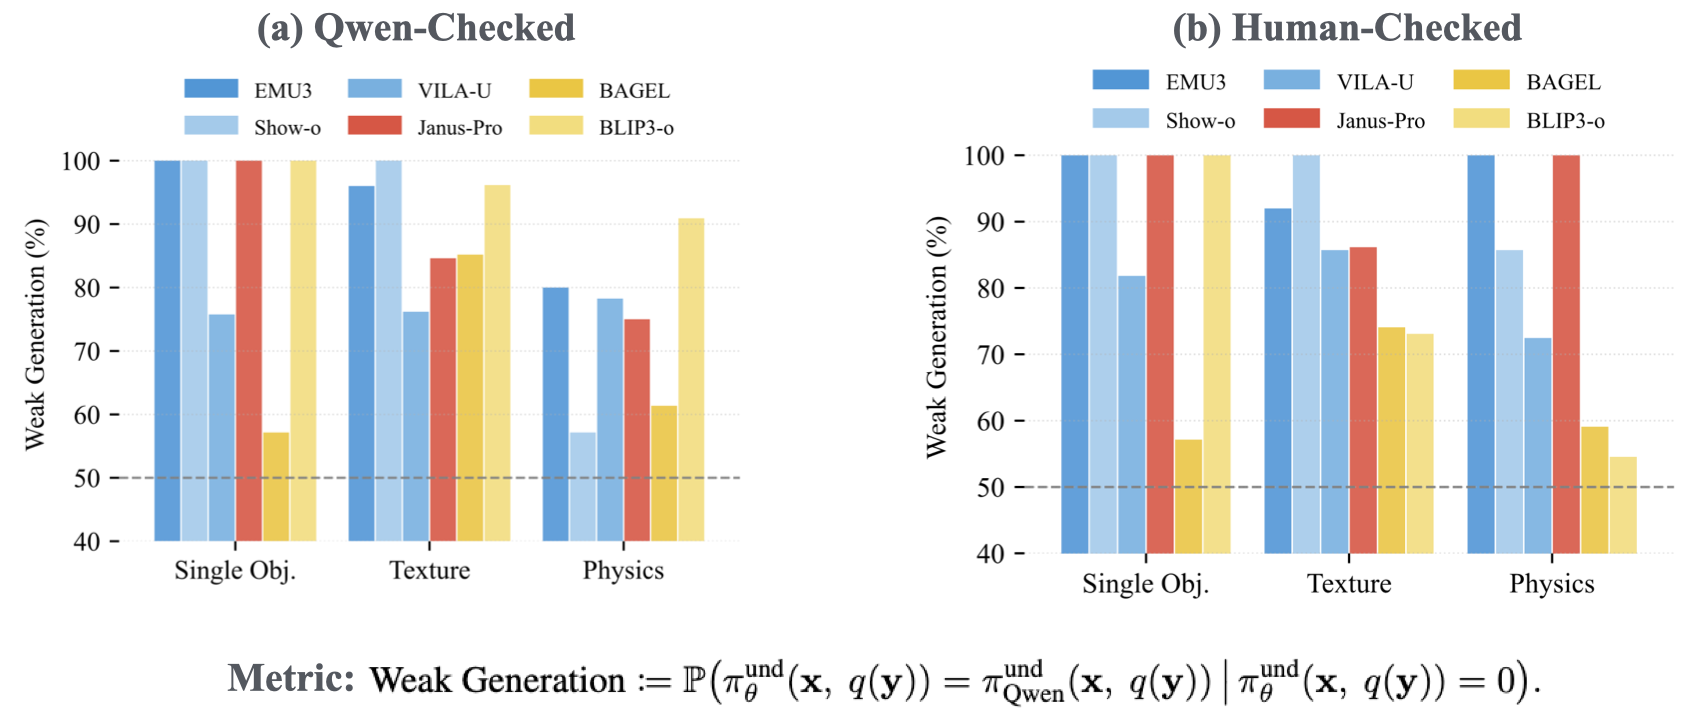 (a) Qwen-Checked
EMU3 VILA-U BAGEL
Show-o Janus-Pro BLIP3-o
Weak Generation (%)
100
90
80
70
60
50
40
Single Obj. Texture Physics
(b) Human-Checked
EMU3 VILA-U BAGEL
Show-o Janus-Pro BLIP3-o
Weak Generation (%)
100
90
80
70
60
50
40
Single Obj. Texture Physics
Metric: Weak Generation := ℙ(π_θ^und(x, q(y)) = π_Qwen^und(x, q(y)) | π_θ^und(x, q(y)) = 0).